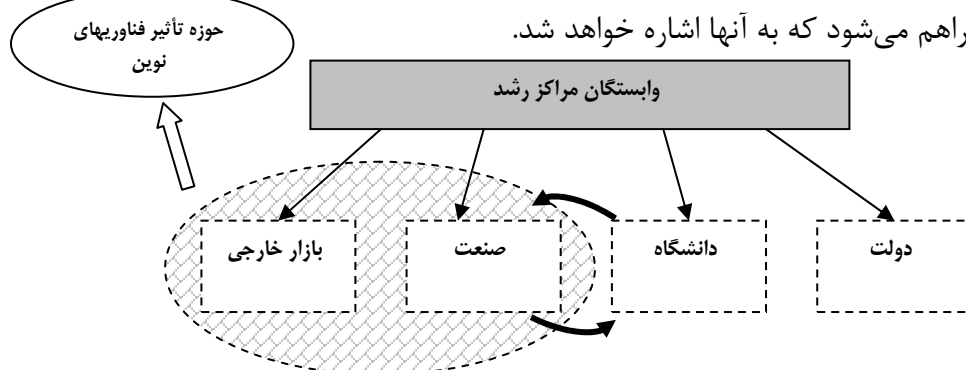 راهم می‌شود که به آنها اشاره خواهد شد.
حوزه تأثیر فناوریهای
نوین
وابستگان مراکز رشد
دولت
دانشگاه
صنعت
بازار خارجی